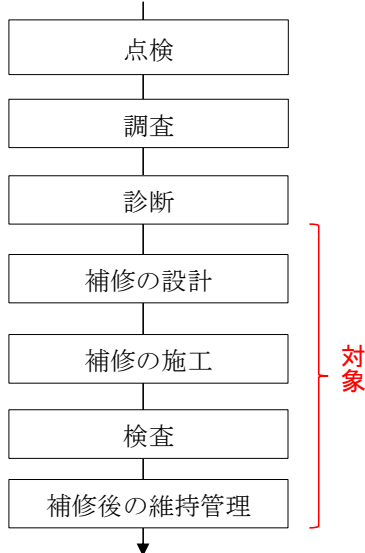 点検
調査
診断
補修の設計
補修の施工
検査
補修後の維持管理
対象